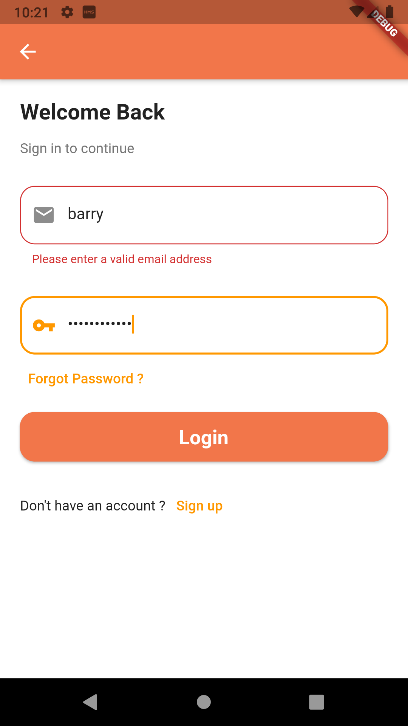 10:21
DEBUG
Welcome Back
Sign in to continue
barry
Please enter a valid email address
••••••••••••
Forgot Password ?
Login
Don't have an account ? Sign up